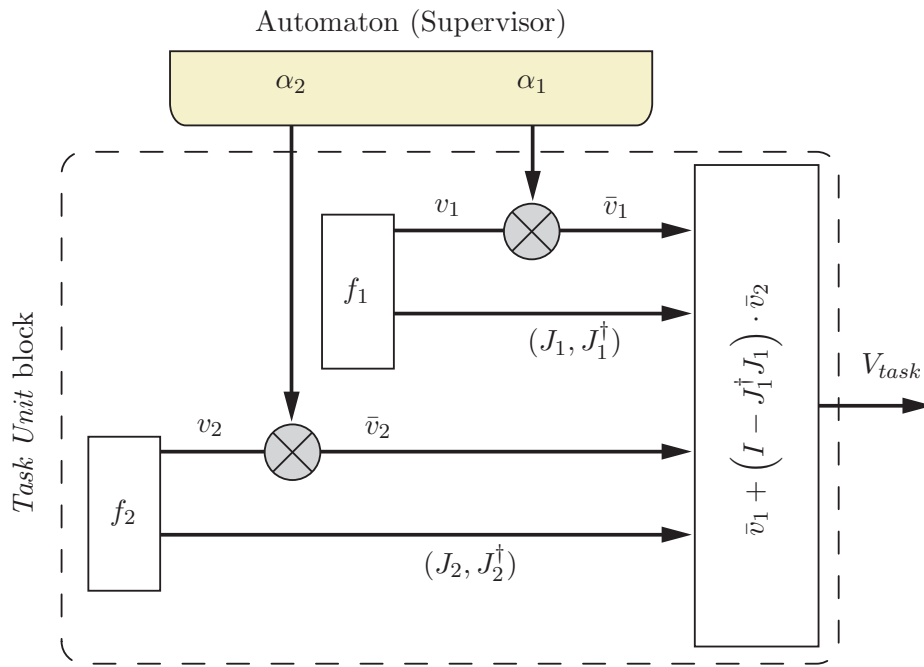 Automaton (Supervisor)
α₂ α₁
v₁ v̄₁
f₁
(J₁, J₁†)
v₂ v̄₂
f₂
(J₂, J₂†)
v̄₁ + (I − J₁†J₁) · v̄₂
V_task
Task Unit block